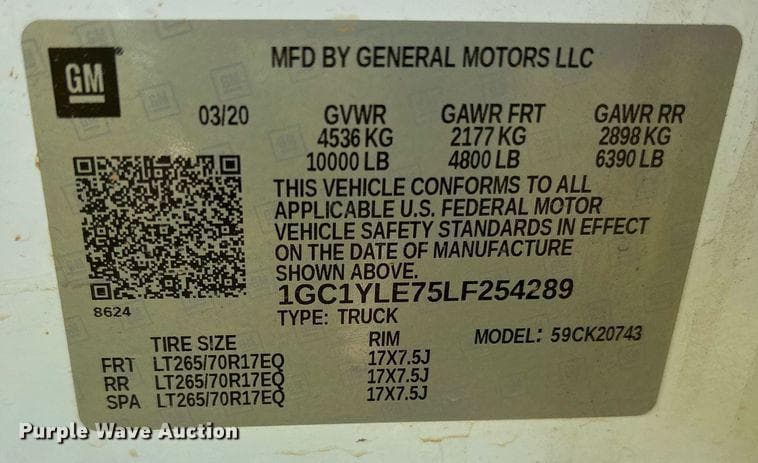 GM
MFD BY GENERAL MOTORS LLC
03/20 GVWR GAWR FRT GAWR RR
4536 KG 2177 KG 2898 KG
10000 LB 4800 LB 6390 LB
THIS VEHICLE CONFORMS TO ALL
APPLICABLE U.S. FEDERAL MOTOR
VEHICLE SAFETY STANDARDS IN EFFECT
ON THE DATE OF MANUFACTURE
SHOWN ABOVE.
1GC1YLE75LF254289
8624
TYPE: TRUCK
TIRE SIZE RIM MODEL: 59CK20743
FRT LT265/70R17EQ 17X7.5J
RR LT265/70R17EQ 17X7.5J
SPA LT265/70R17EQ 17X7.5J
Purple Wave Auction